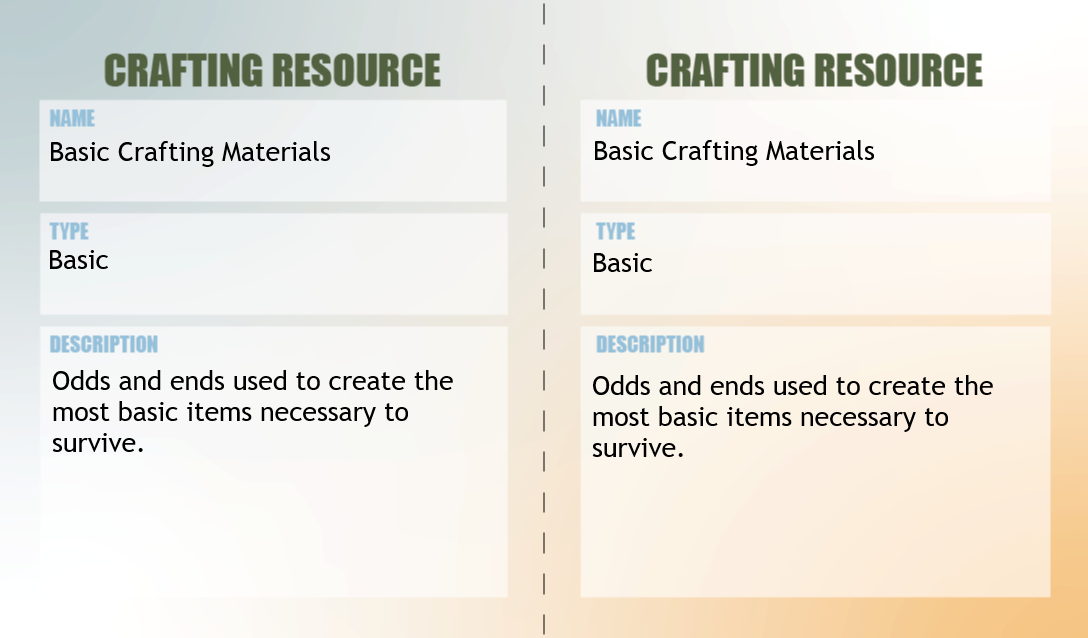 CRAFTING RESOURCE
NAME
Basic Crafting Materials
TYPE
Basic
DESCRIPTION
Odds and ends used to create the
most basic items necessary to
survive.
CRAFTING RESOURCE
NAME
Basic Crafting Materials
TYPE
Basic
DESCRIPTION
Odds and ends used to create the
most basic items necessary to
survive.